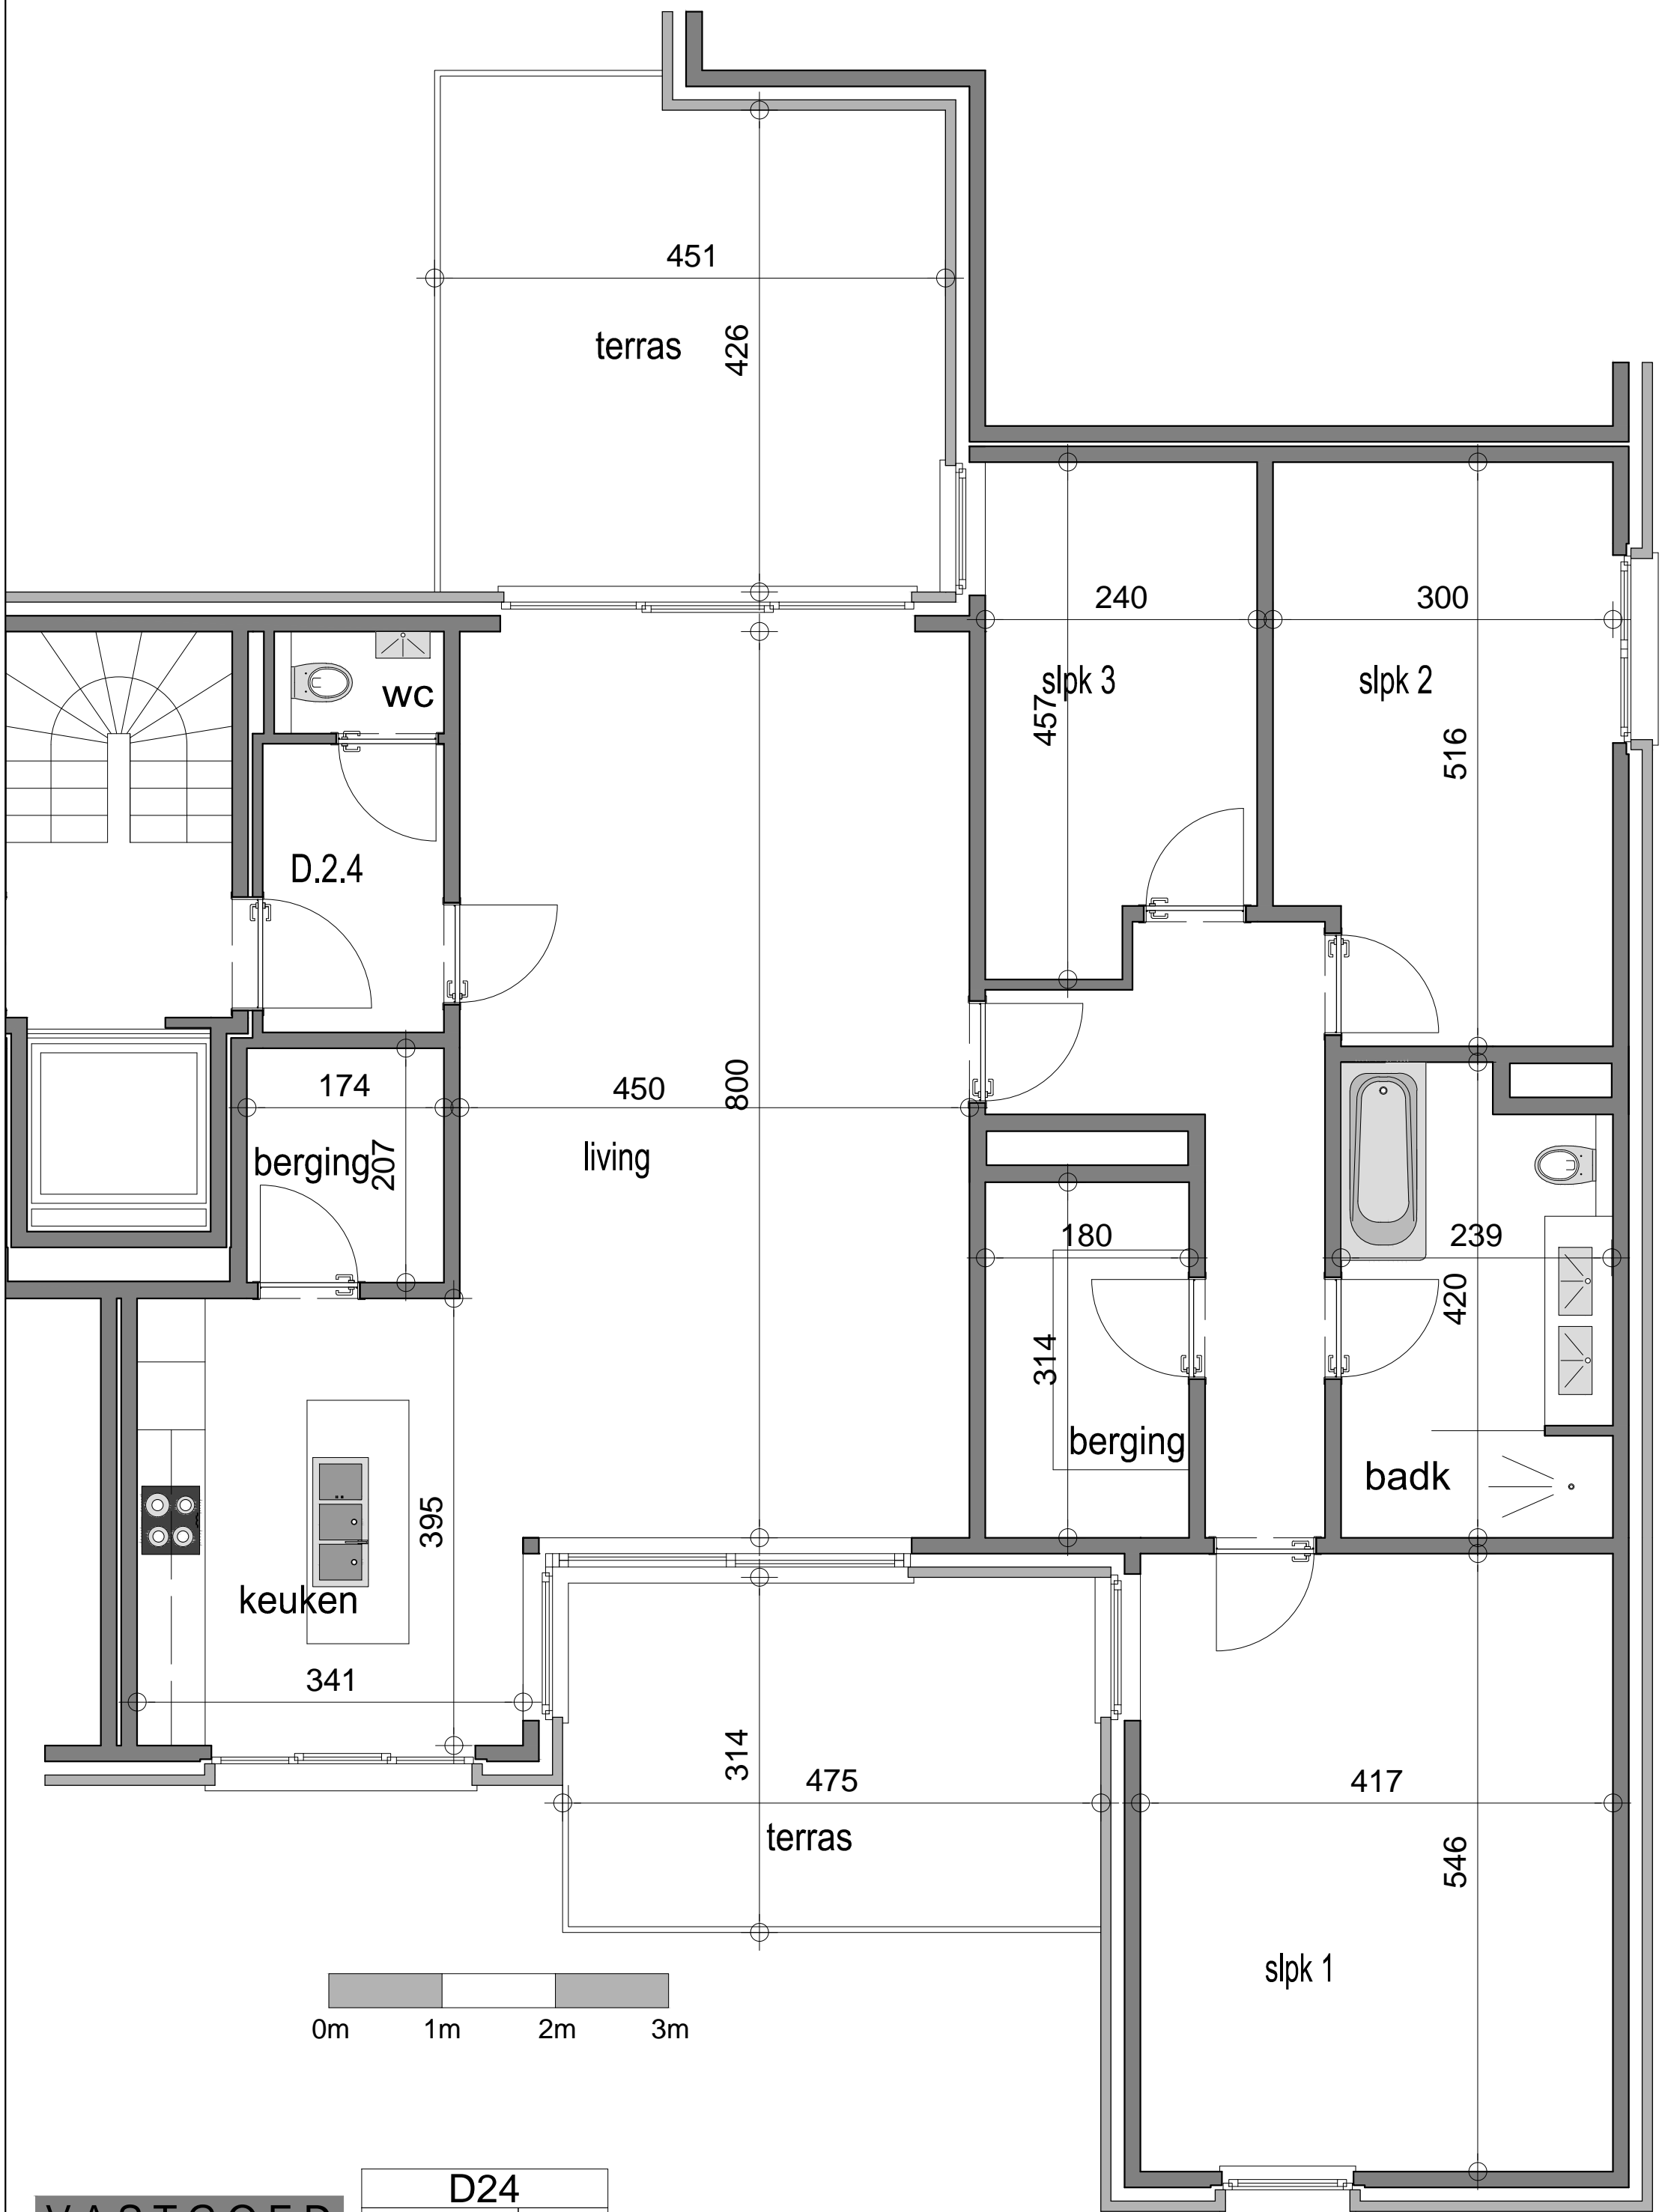 451
terras
426
240
300
slpk 3
slpk 2
wc
457
516
D.2.4
174
450
800
berging
207
living
180
239
420
314
berging
badk
395
keuken
341
314
475
417
terras
546
slpk 1
0m 1m 2m 3m
D24
VASTGOED